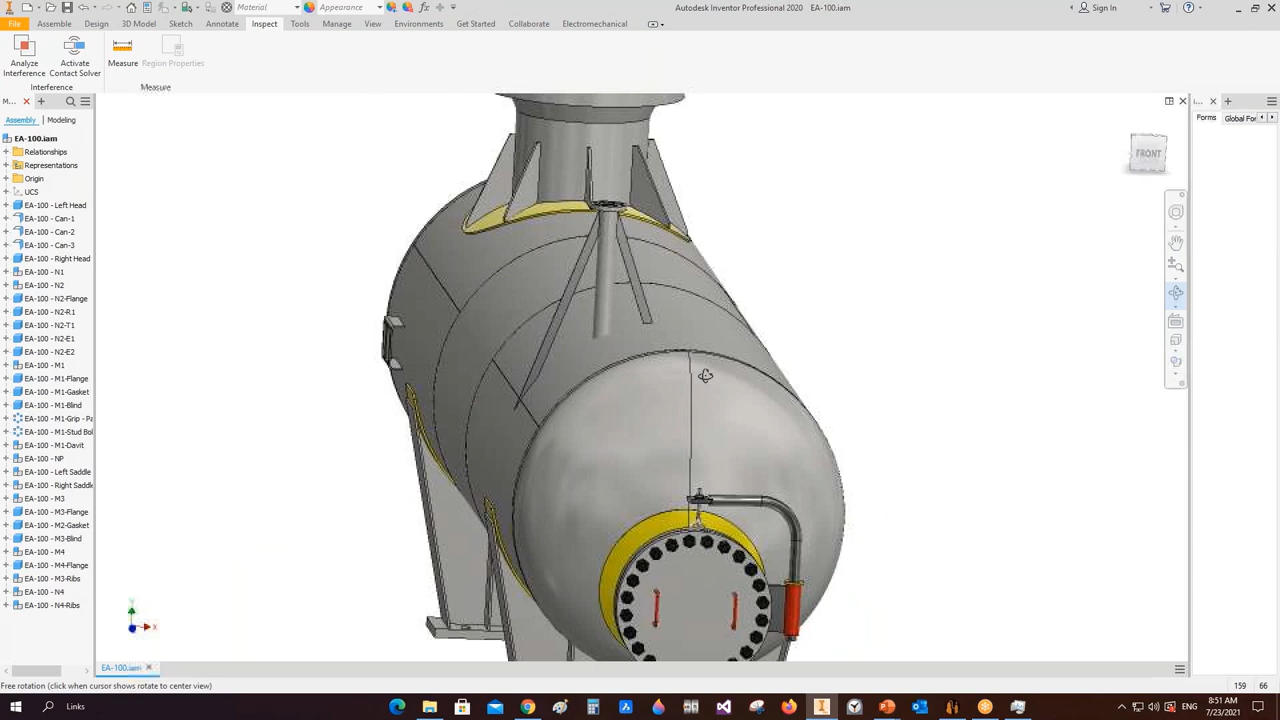 Material
Appearance
Autodesk Inventor Professional 2020 EA-100.iam
Sign In
File Assemble Design 3D Model Sketch Annotate Inspect Tools Manage View Environments Get Started Collaborate Electromechanical
Analyze Interference
Activate Contact Solver
Measure
Region Properties
Interference
Measure
M...
Assembly Modeling
EA-100.iam
Relationships
Representations
Origin
UCS
EA-100 - Left Head
EA-100 - Can-1
EA-100 - Can-2
EA-100 - Can-3
EA-100 - Right Head
EA-100 - N1
EA-100 - N2
EA-100 - N2-Flange
EA-100 - N2-R1
EA-100 - N2-T1
EA-100 - N2-E1
EA-100 - N2-E2
EA-100 - M1
EA-100 - M1-Flange
EA-100 - M1-Gasket
EA-100 - M1-Blind
EA-100 - M1-Grip - Pa
EA-100 - M1-Stud Bol
EA-100 - M1-Davit
EA-100 - NP
EA-100 - Left Saddle
EA-100 - Right Saddle
EA-100 - M3
EA-100 - M3-Flange
EA-100 - M2-Gasket
EA-100 - M3-Blind
EA-100 - M4
EA-100 - M4-Flange
EA-100 - M3-Ribs
EA-100 - N4
EA-100 - N4-Ribs
FRONT
Forms Global For
Y
X
EA-100.iam
Free rotation (click when cursor shows rotate to center view)
159 66
Links
8:51 AM
7/23/2021